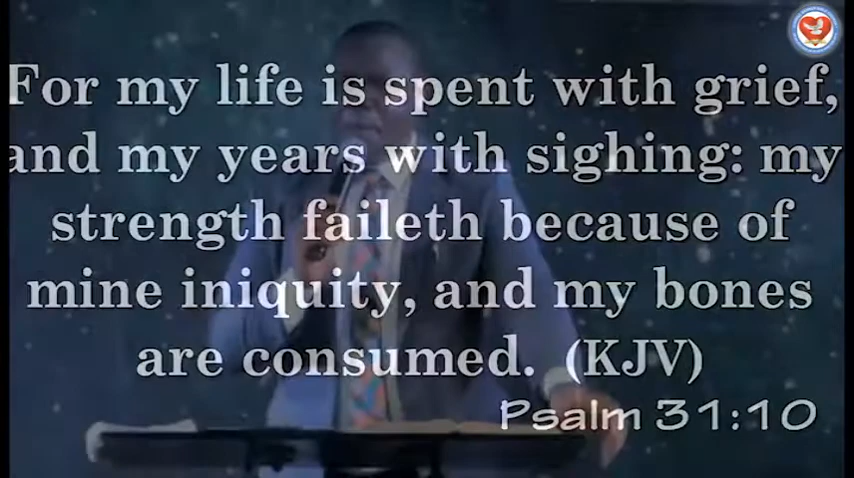 For my life is spent with grief,
and my years with sighing: my
strength faileth because of
mine iniquity, and my bones
are consumed. (KJV)
Psalm 31:10